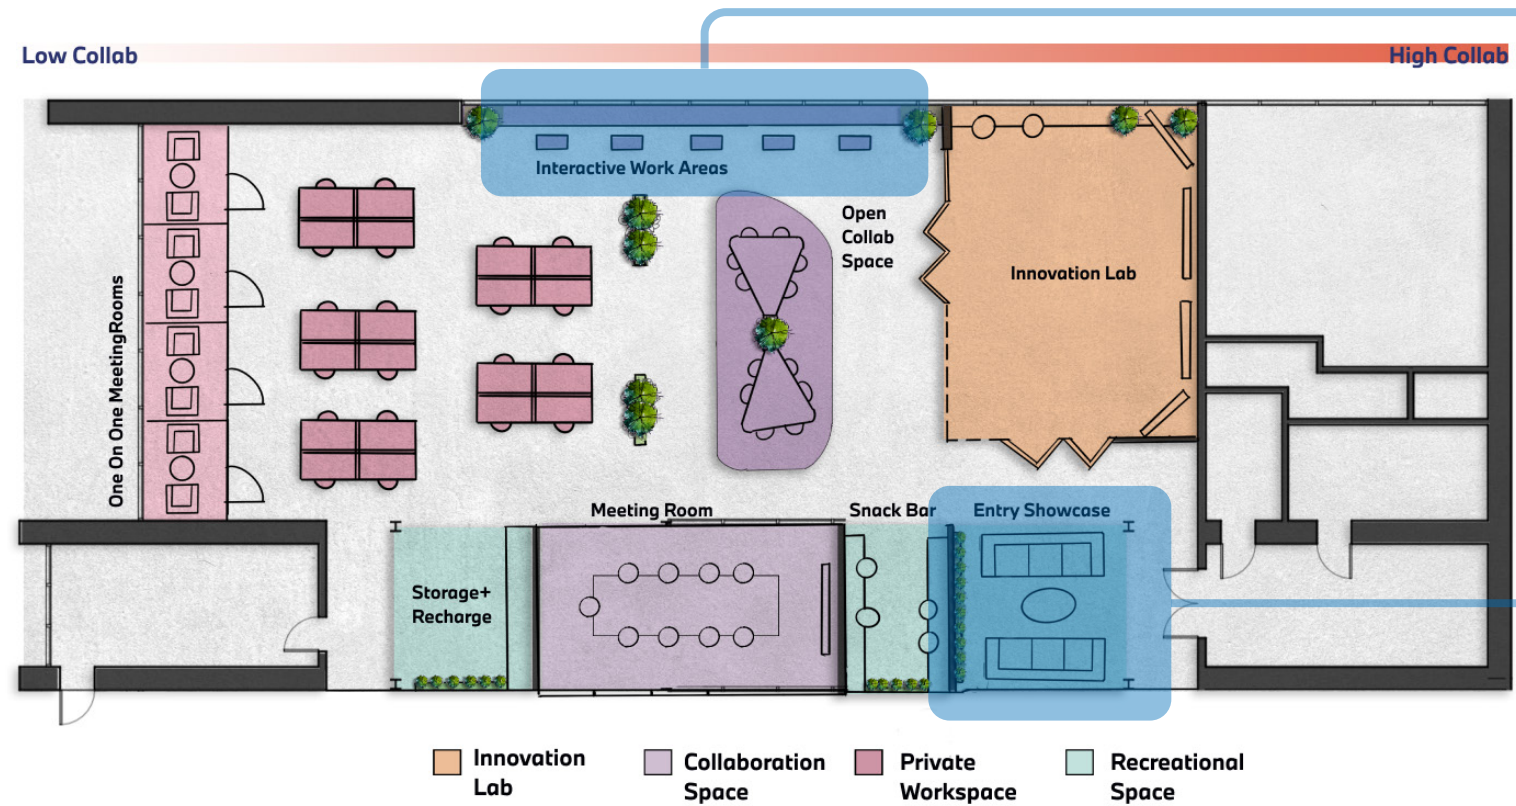 Low Collab
High Collab
Interactive Work Areas
Open
Collab
Space
Innovation Lab
One On One MeetingRooms
Meeting Room
Snack Bar
Entry Showcase
Storage+
Recharge
Innovation
Lab
Collaboration
Space
Private
Workspace
Recreational
Space